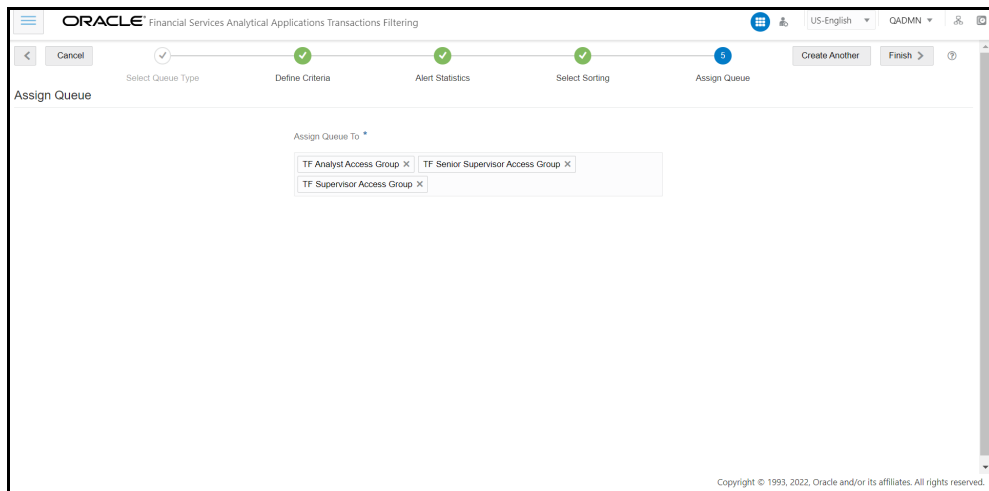 ORACLE® Financial Services Analytical Applications Transactions Filtering
US-English QADMN
Cancel
5
Create Another Finish
Select Queue Type Define Criteria Alert Statistics Select Sorting Assign Queue
Assign Queue
Assign Queue To *
TF Analyst Access Group × TF Senior Supervisor Access Group ×
TF Supervisor Access Group ×
Copyright © 1993, 2022, Oracle and/or its affiliates. All rights reserved.